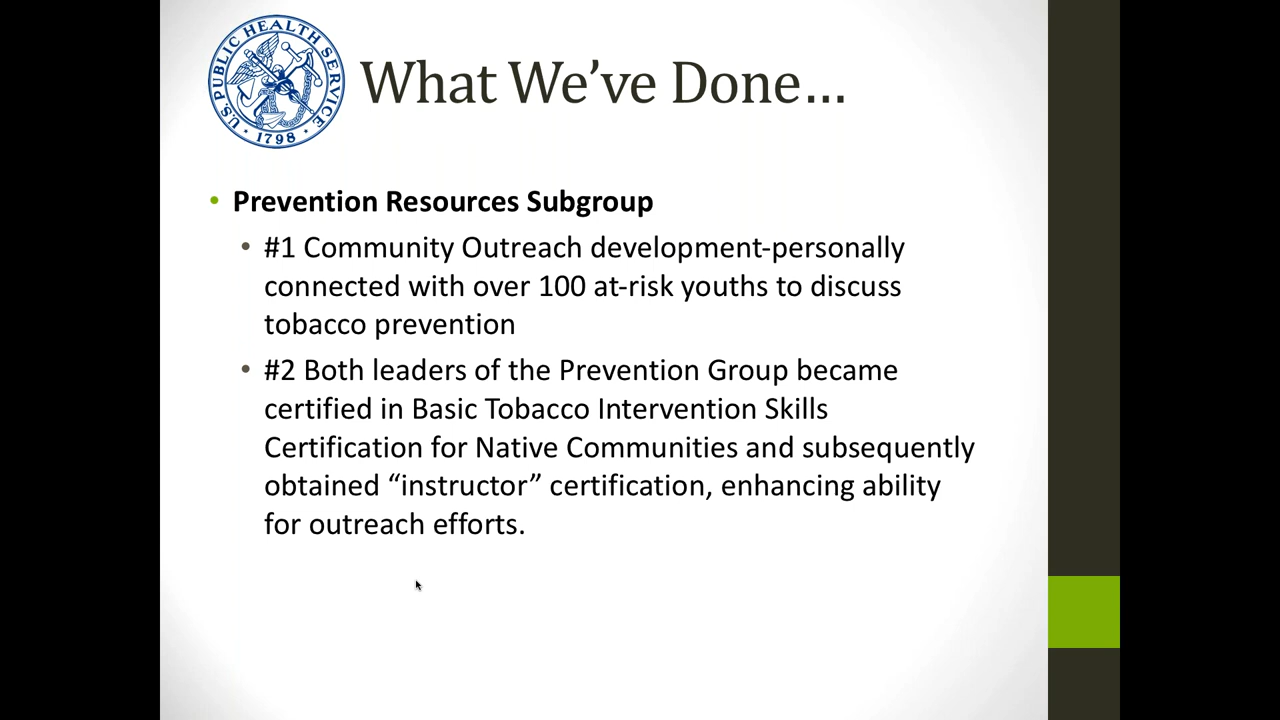 U.S. PUBLIC HEALTH SERVICE
1798
What We’ve Done…
• Prevention Resources Subgroup
• #1 Community Outreach development-personally
connected with over 100 at-risk youths to discuss
tobacco prevention
• #2 Both leaders of the Prevention Group became
certified in Basic Tobacco Intervention Skills
Certification for Native Communities and subsequently
obtained “instructor” certification, enhancing ability
for outreach efforts.